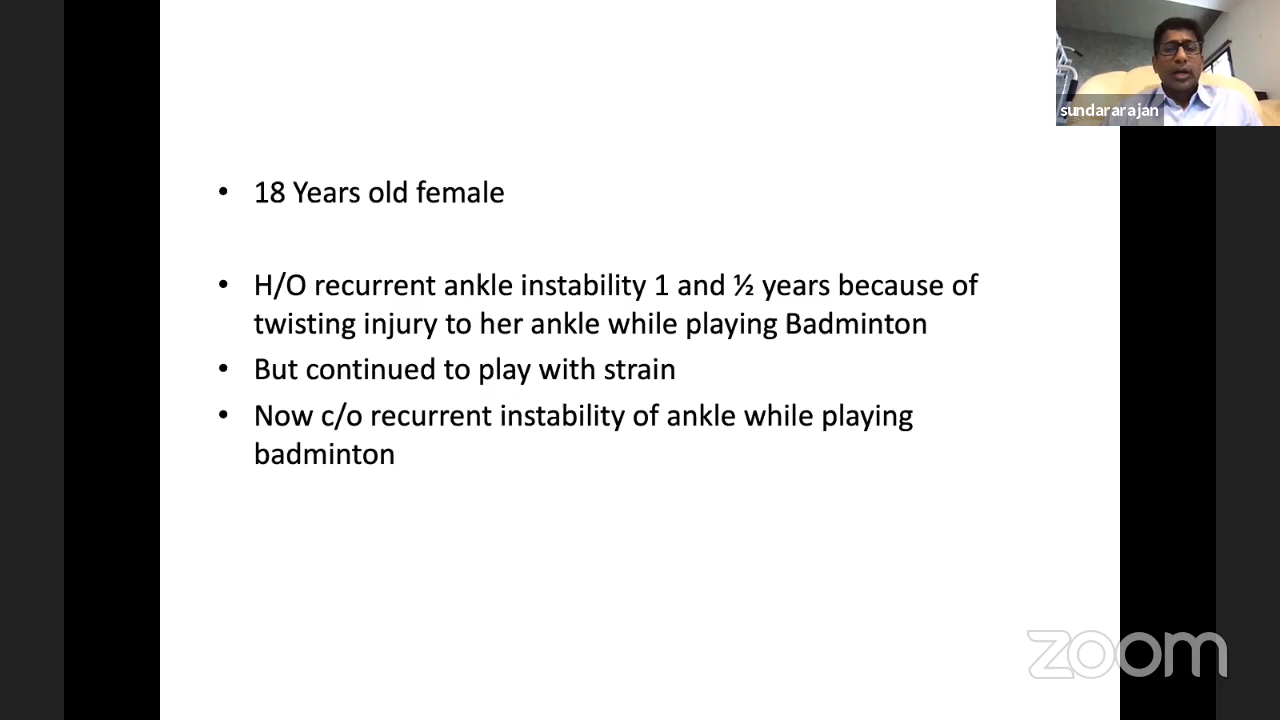 sundararajan
• 18 Years old female
• H/O recurrent ankle instability 1 and ½ years because of
twisting injury to her ankle while playing Badminton
• But continued to play with strain
• Now c/o recurrent instability of ankle while playing
badminton
zoom